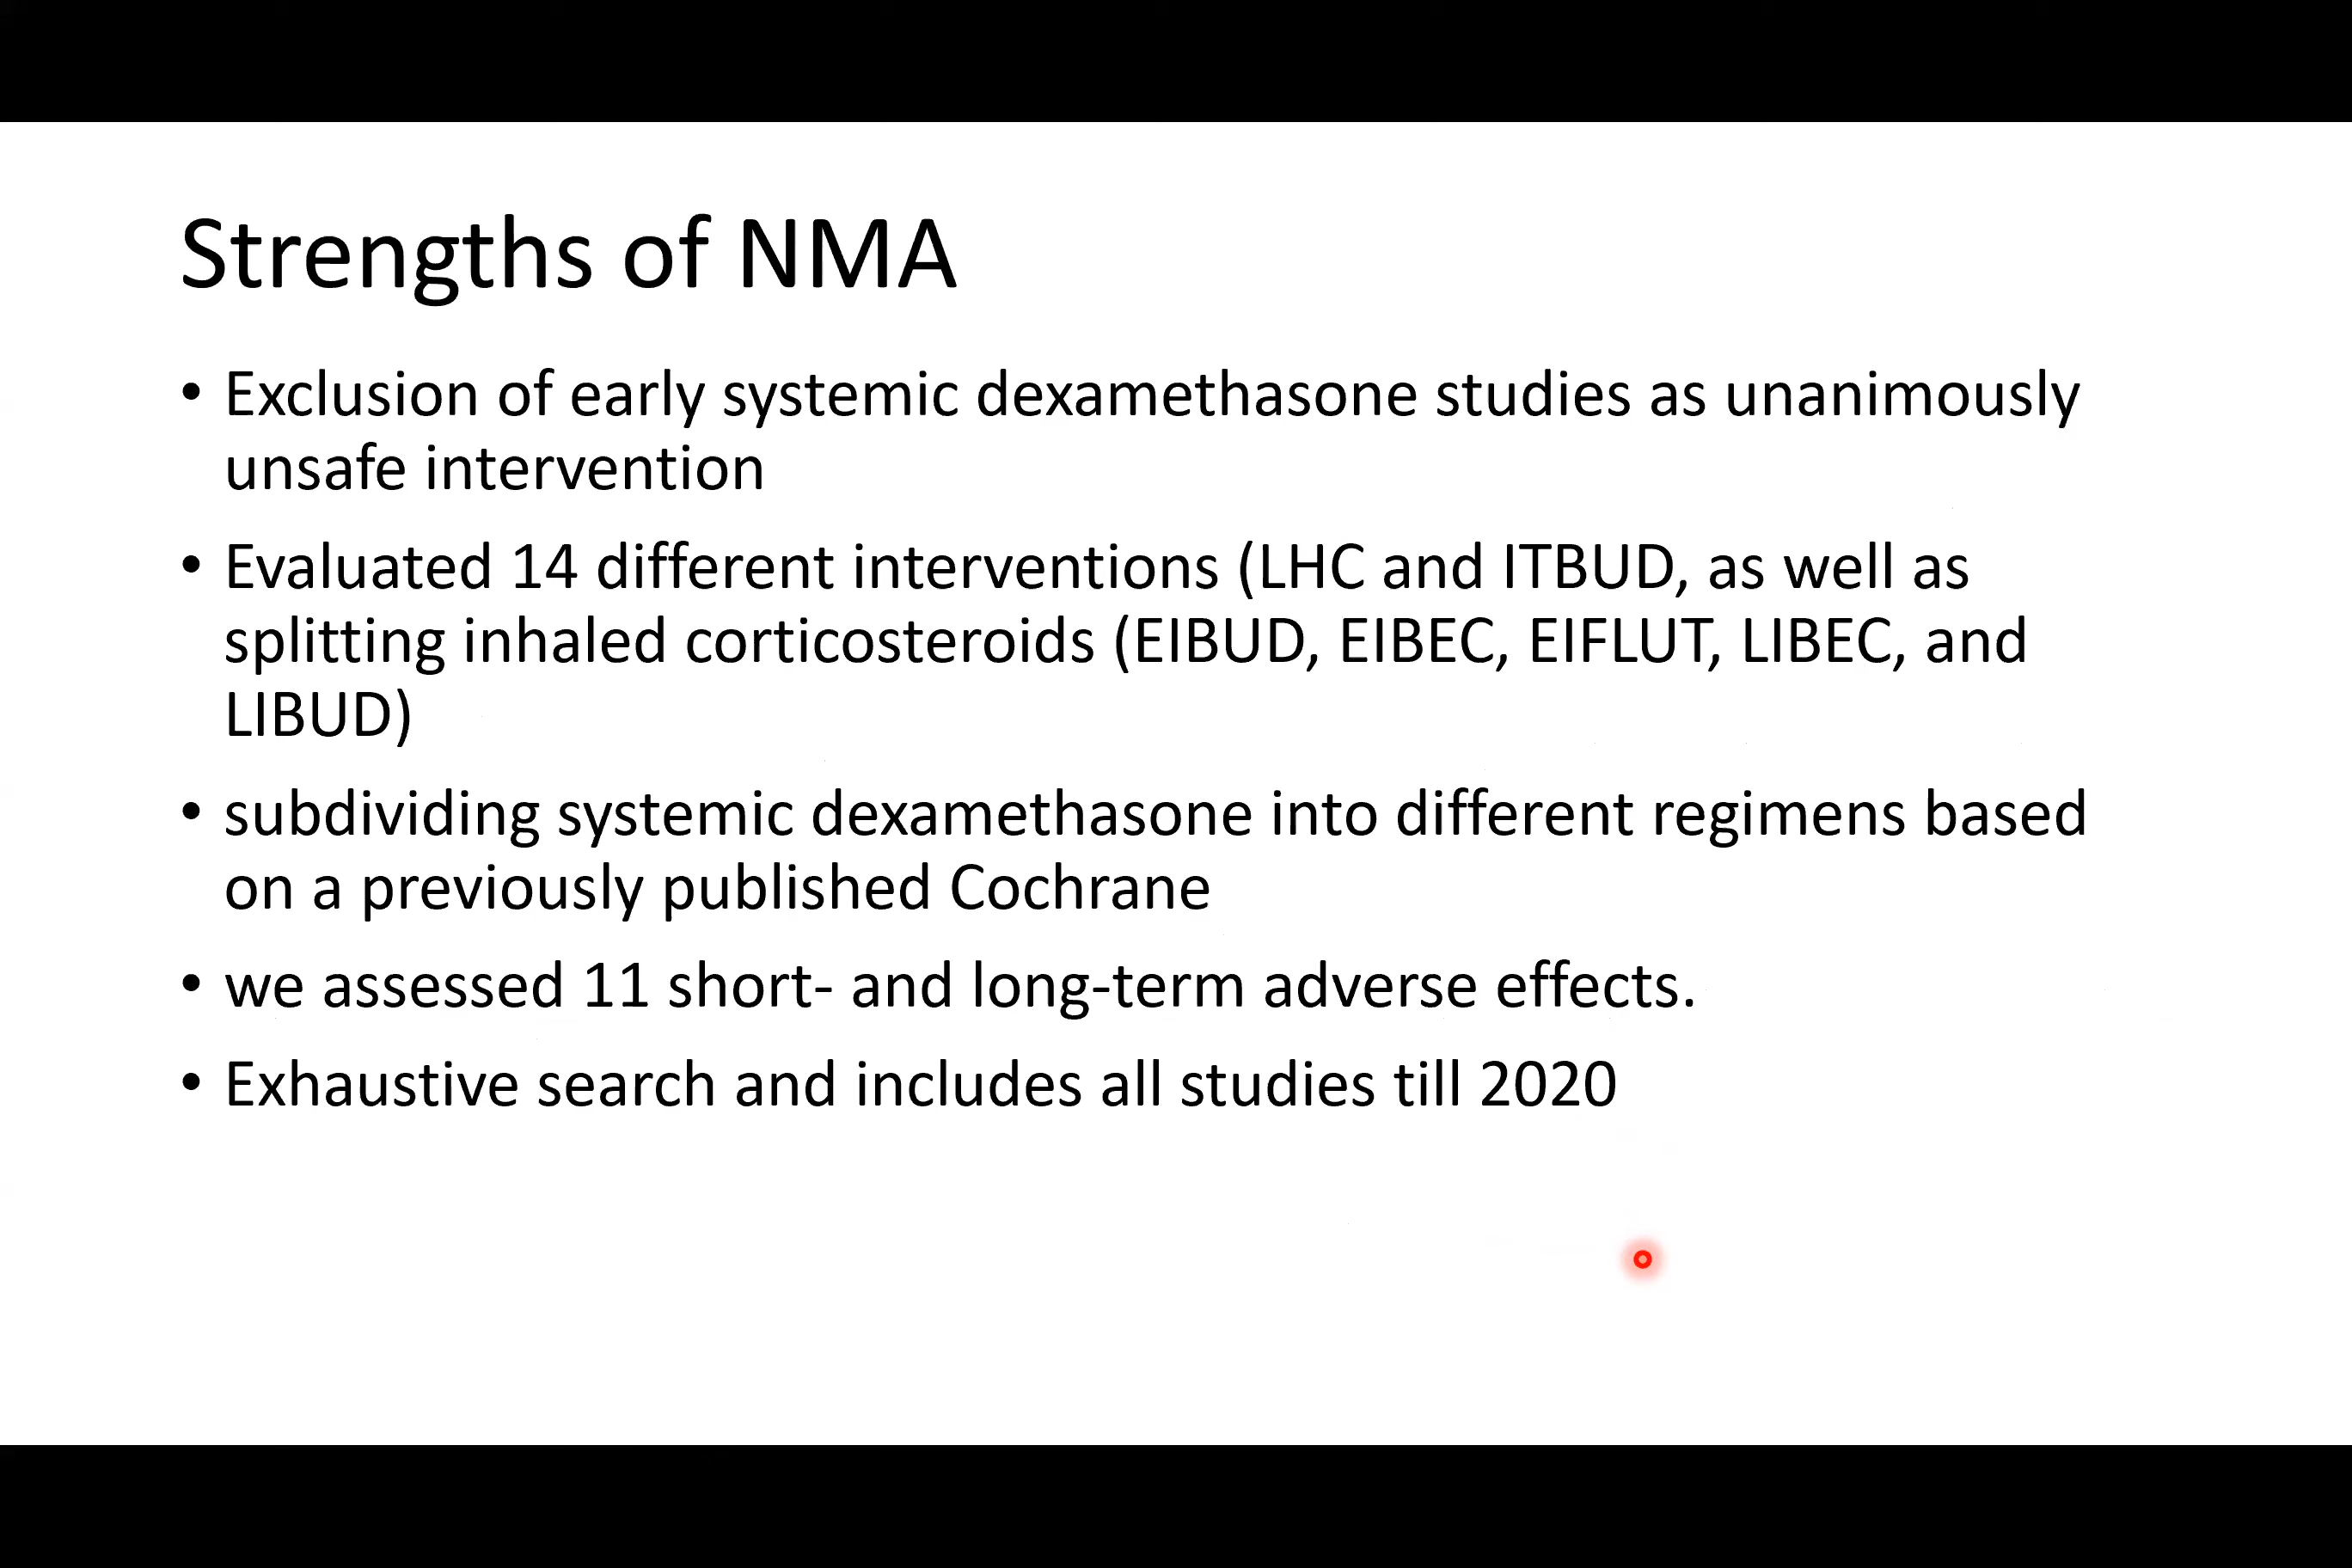 Strengths of NMA
• Exclusion of early systemic dexamethasone studies as unanimously
unsafe intervention
• Evaluated 14 different interventions (LHC and ITBUD, as well as
splitting inhaled corticosteroids (EIBUD, EIBEC, EIFLUT, LIBEC, and
LIBUD)
• subdividing systemic dexamethasone into different regimens based
on a previously published Cochrane
• we assessed 11 short- and long-term adverse effects.
• Exhaustive search and includes all studies till 2020